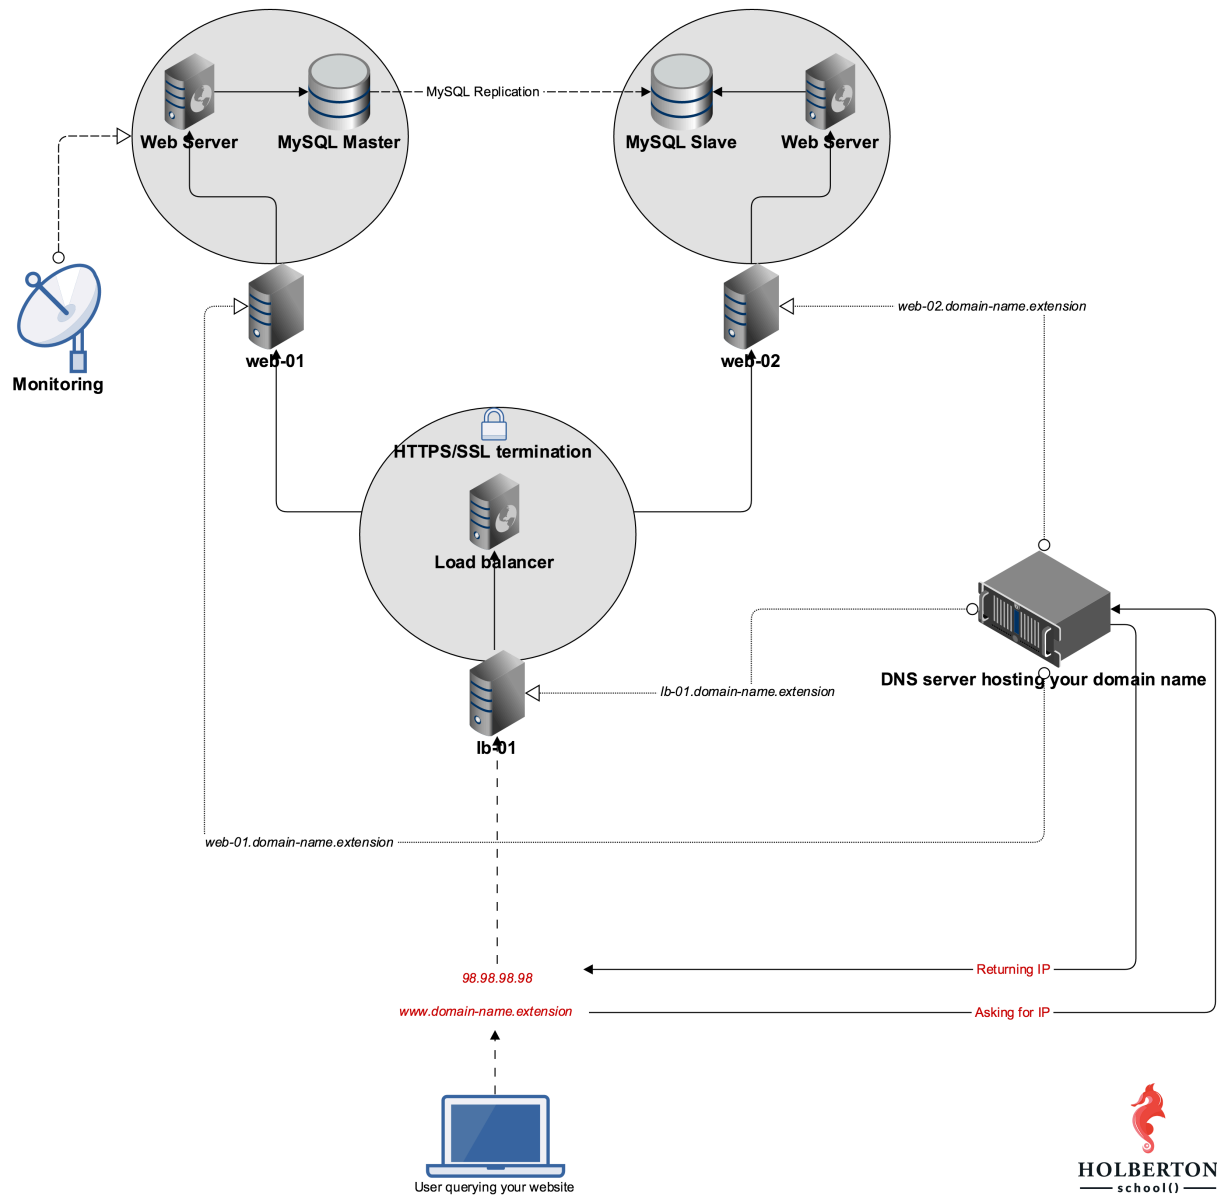 MySQL Replication
Web Server
MySQL Master
MySQL Slave
Web Server
web-02.domain-name.extension
web-01
web-02
Monitoring
HTTPS/SSL termination
Load balancer
DNS server hosting your domain name
lb-01.domain-name.extension
lb-01
web-01.domain-name.extension
Returning IP
98.98.98.98
www.domain-name.extension
Asking for IP
User querying your website
HOLBERTON
school()